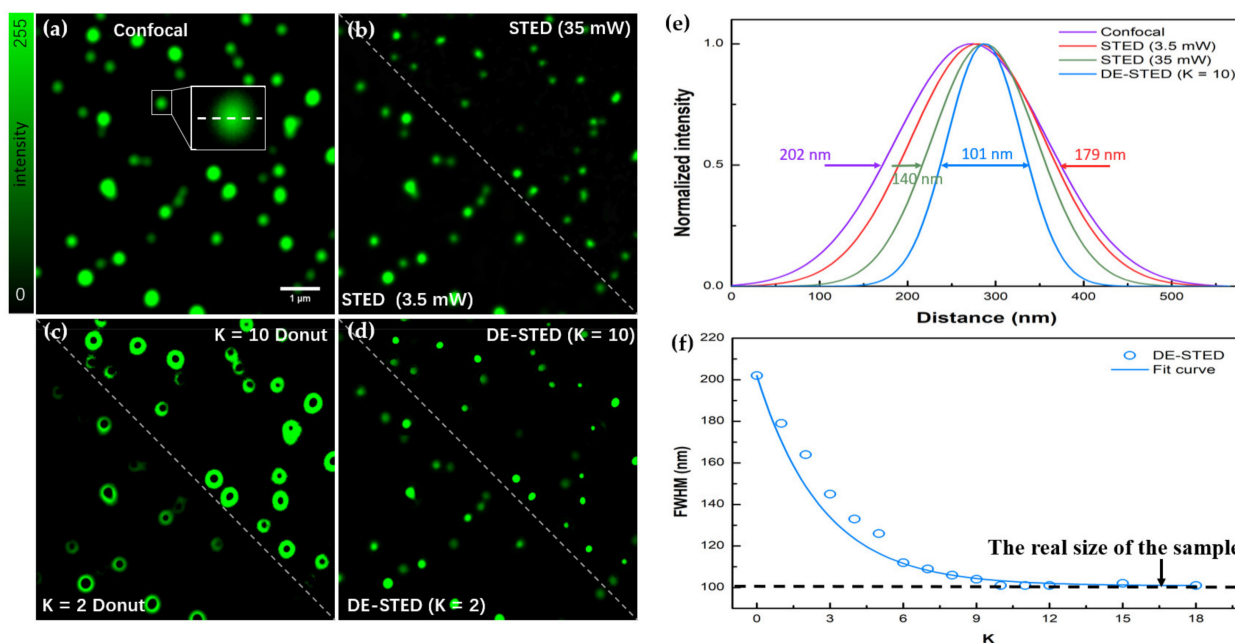 255
intensity
0
(a)
Confocal
1 μm
(b)
STED (35 mW)
STED (3.5 mW)
(c)
K = 10 Donut
K = 2 Donut
(d)
DE-STED (K = 10)
DE-STED (K = 2)
(e)
Confocal
STED (3.5 mW)
STED (35 mW)
DE-STED (K = 10)
1.0
0.5
0.0
Normalized intensity
202 nm
140 nm
101 nm
179 nm
0
100
200
300
400
500
Distance (nm)
(f)
DE-STED
Fit curve
220
200
180
160
140
120
100
80
FWHM (nm)
The real size of the sample
0
3
6
9
12
15
18
K